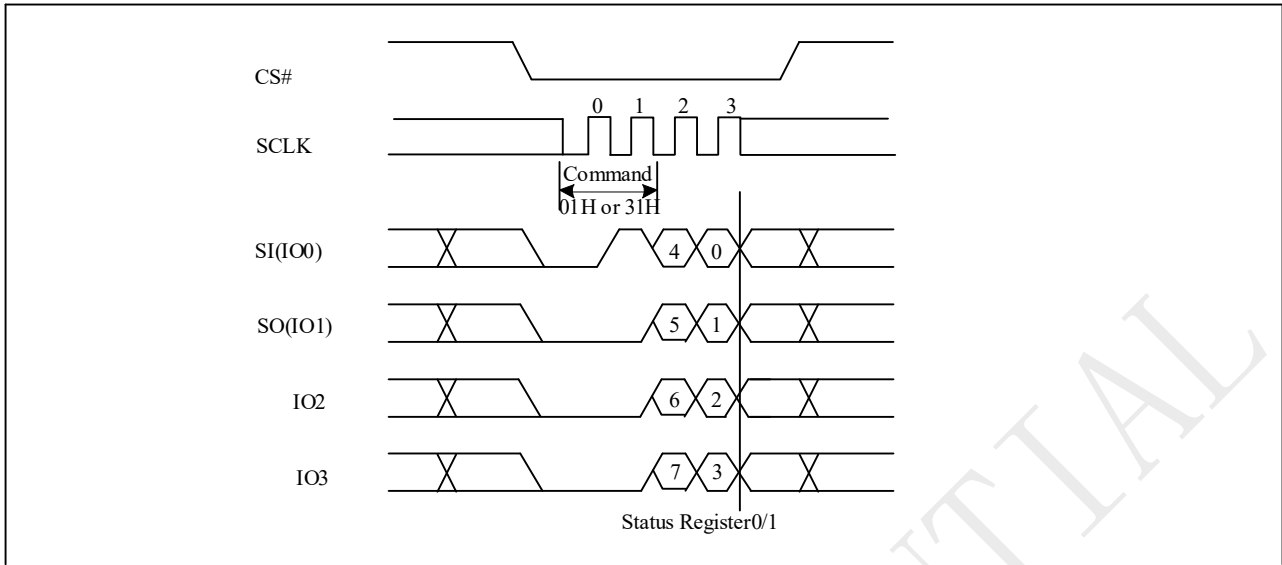 CS#
0 1 2 3
SCLK
Command
01H or 31H
SI(IO0)
4 0
SO(IO1)
5 1
IO2
6 2
IO3
7 3
Status Register0/1
NTIAL